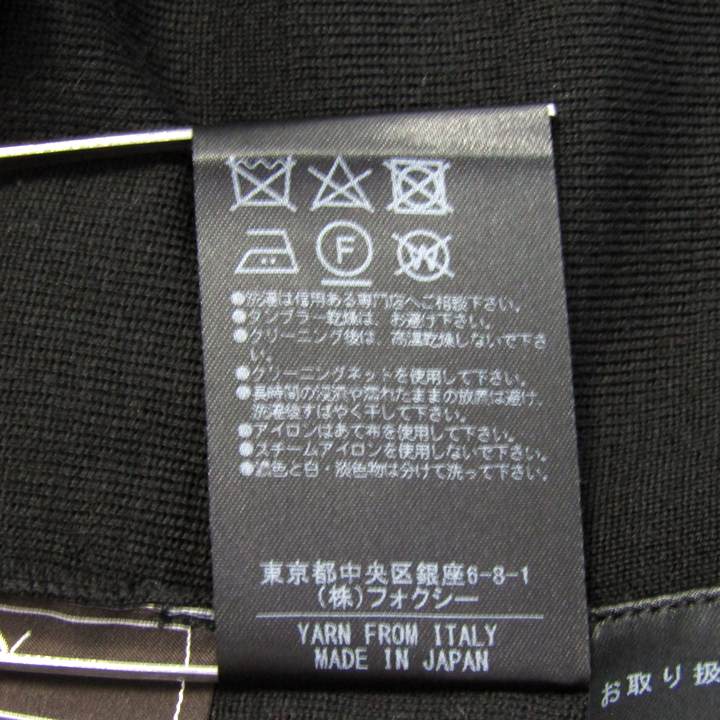 F
W
●洗濯は信用ある専門店へご相談下さい。
●タンブラー乾燥は、お避け下さい。
●クリーニング後は、高温乾燥しないで下さ
い。
●クリーニングネットを使用して下さい。
●長時間の浸漬や濡れたままの放置は避け、
洗濯後すばやく干して下さい。
●アイロンはあて布を使用して下さい。
●スチームアイロンを使用しないで下さい。
●濃色と白・淡色物は分けて洗って下さい。
東京都中央区銀座6-8-1
(株)フォクシー
YARN FROM ITALY
MADE IN JAPAN
お取り扱